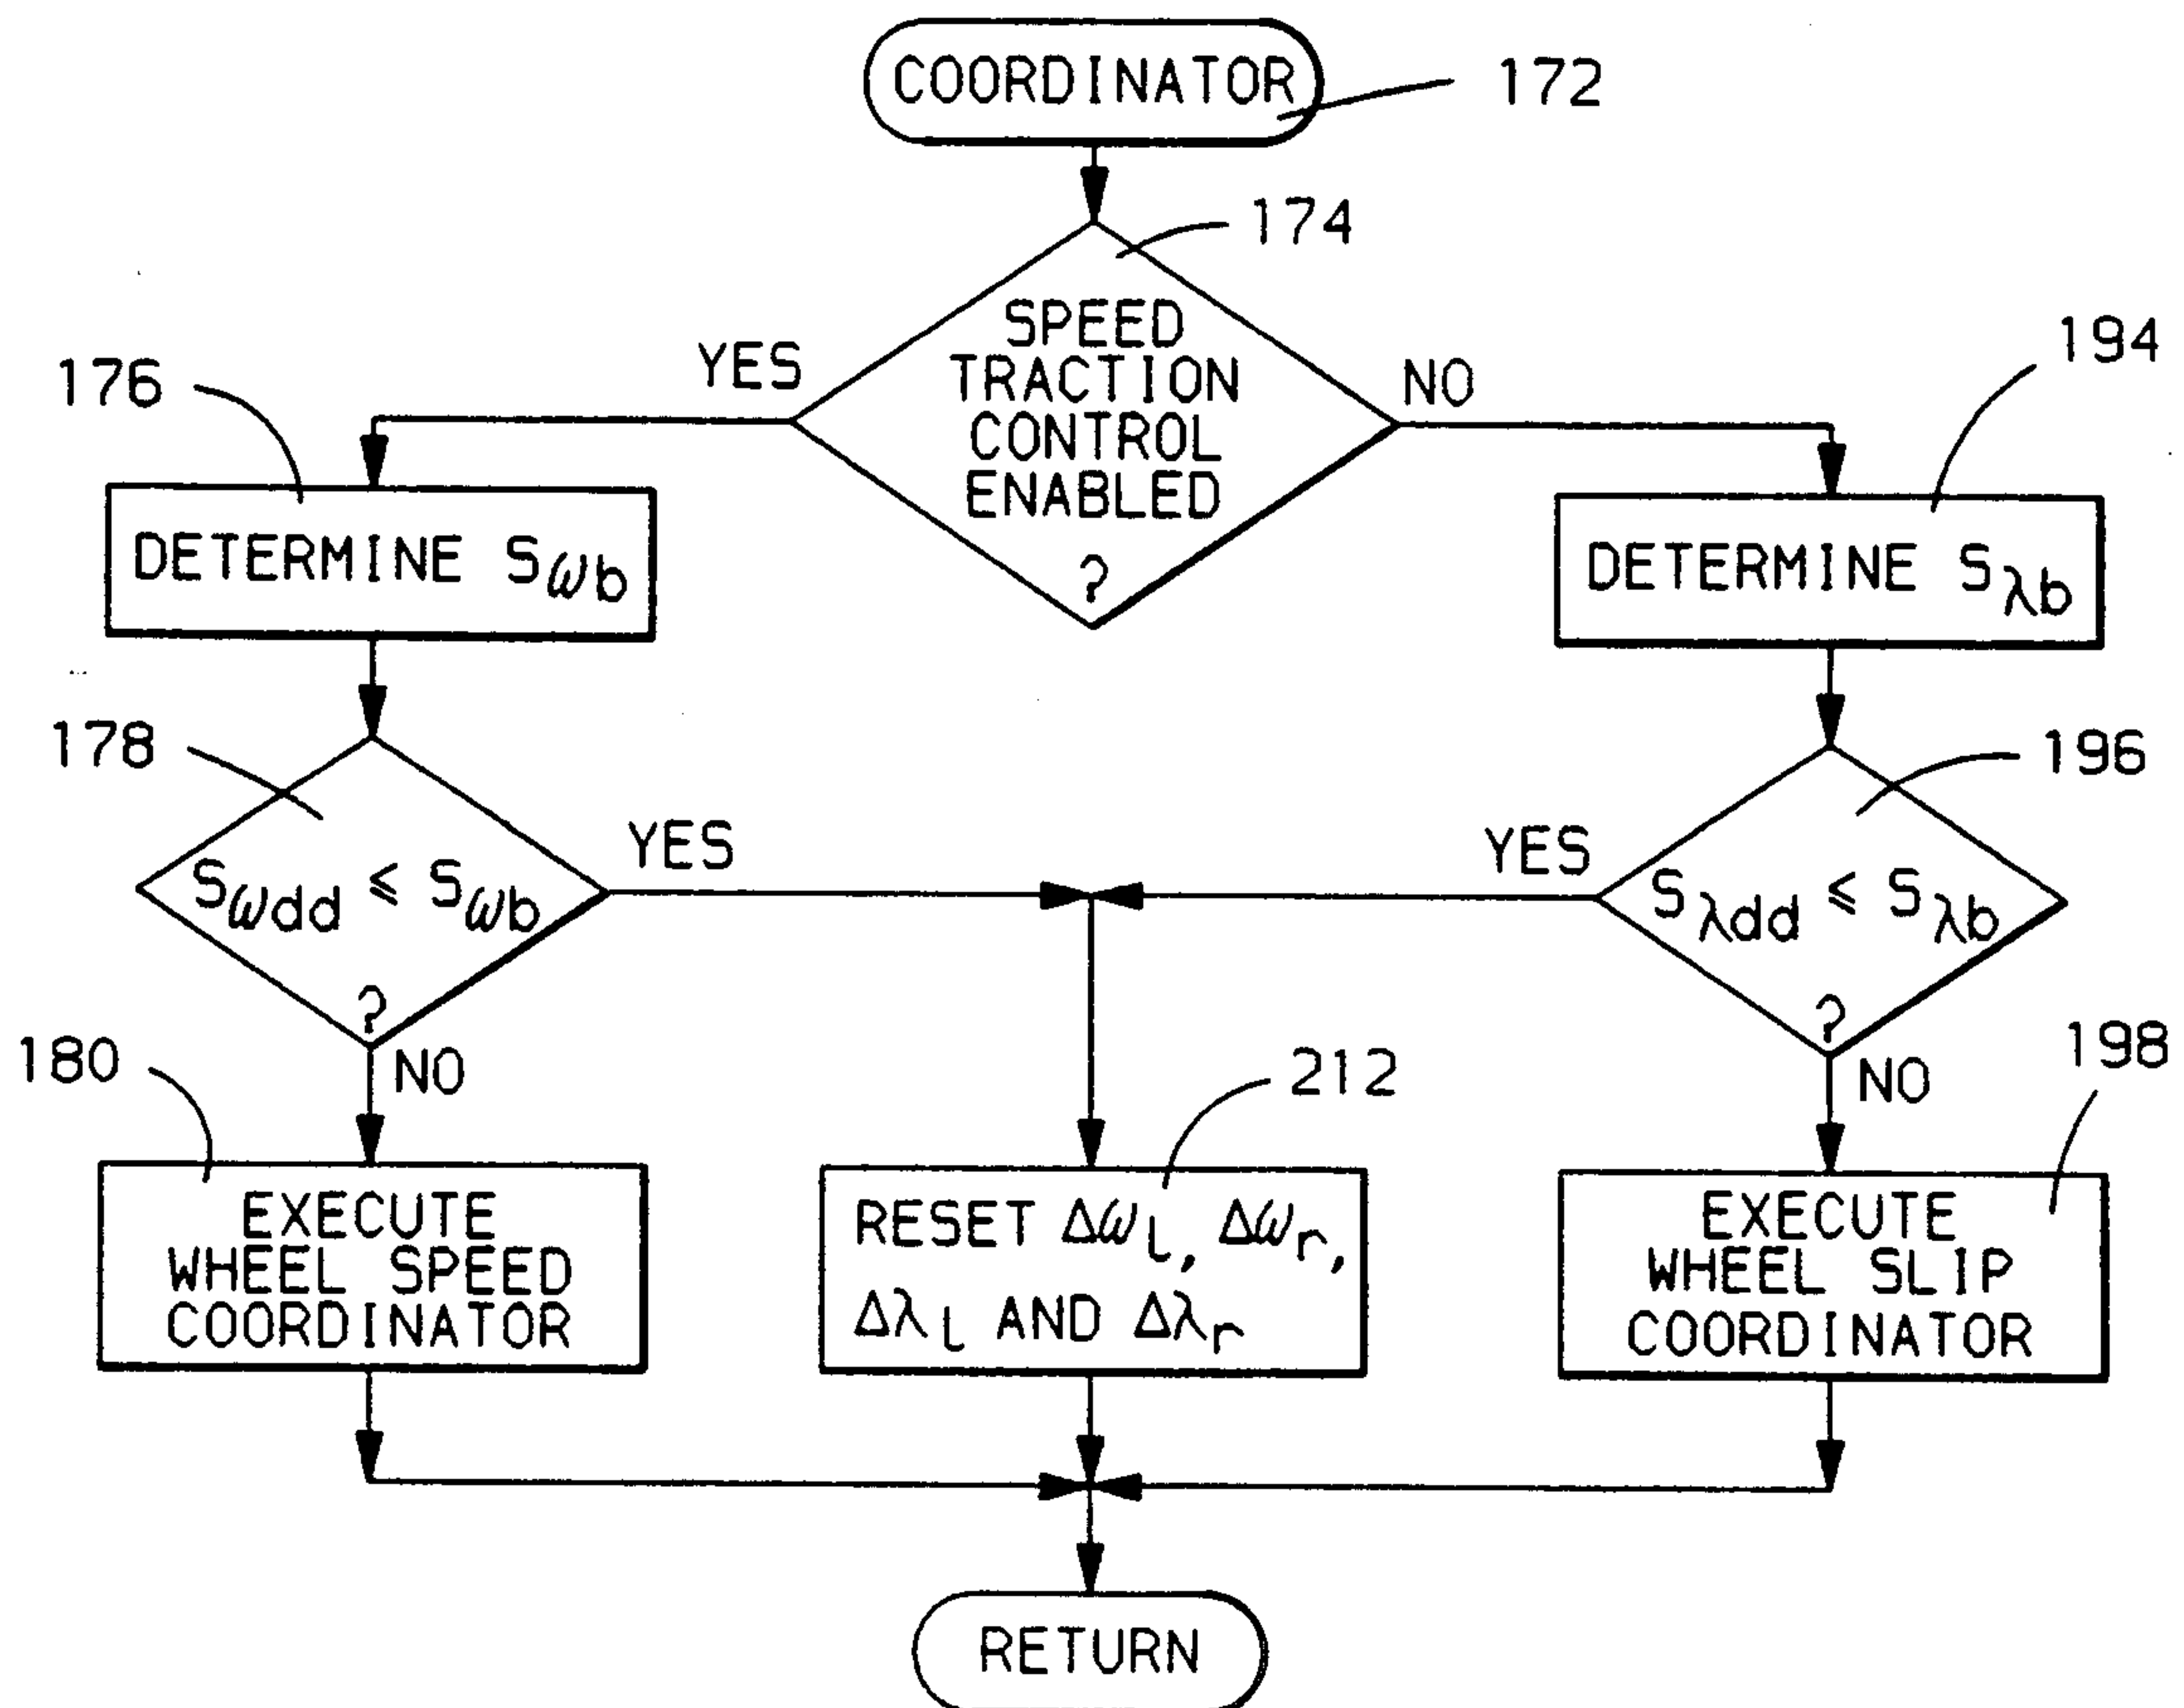 COORDINATOR
172
174
SPEED
TRACTION
CONTROL
ENABLED
?
YES
NO
176
194
DETERMINE Sωb
DETERMINE Sλb
178
196
Sωdd ≤ Sωb
?
YES
YES
Sλdd ≤ Sλb
?
NO
NO
180
212
198
EXECUTE
WHEEL SPEED
COORDINATOR
RESET Δωl, Δωr,
Δλl AND Δλr
EXECUTE
WHEEL SLIP
COORDINATOR
RETURN